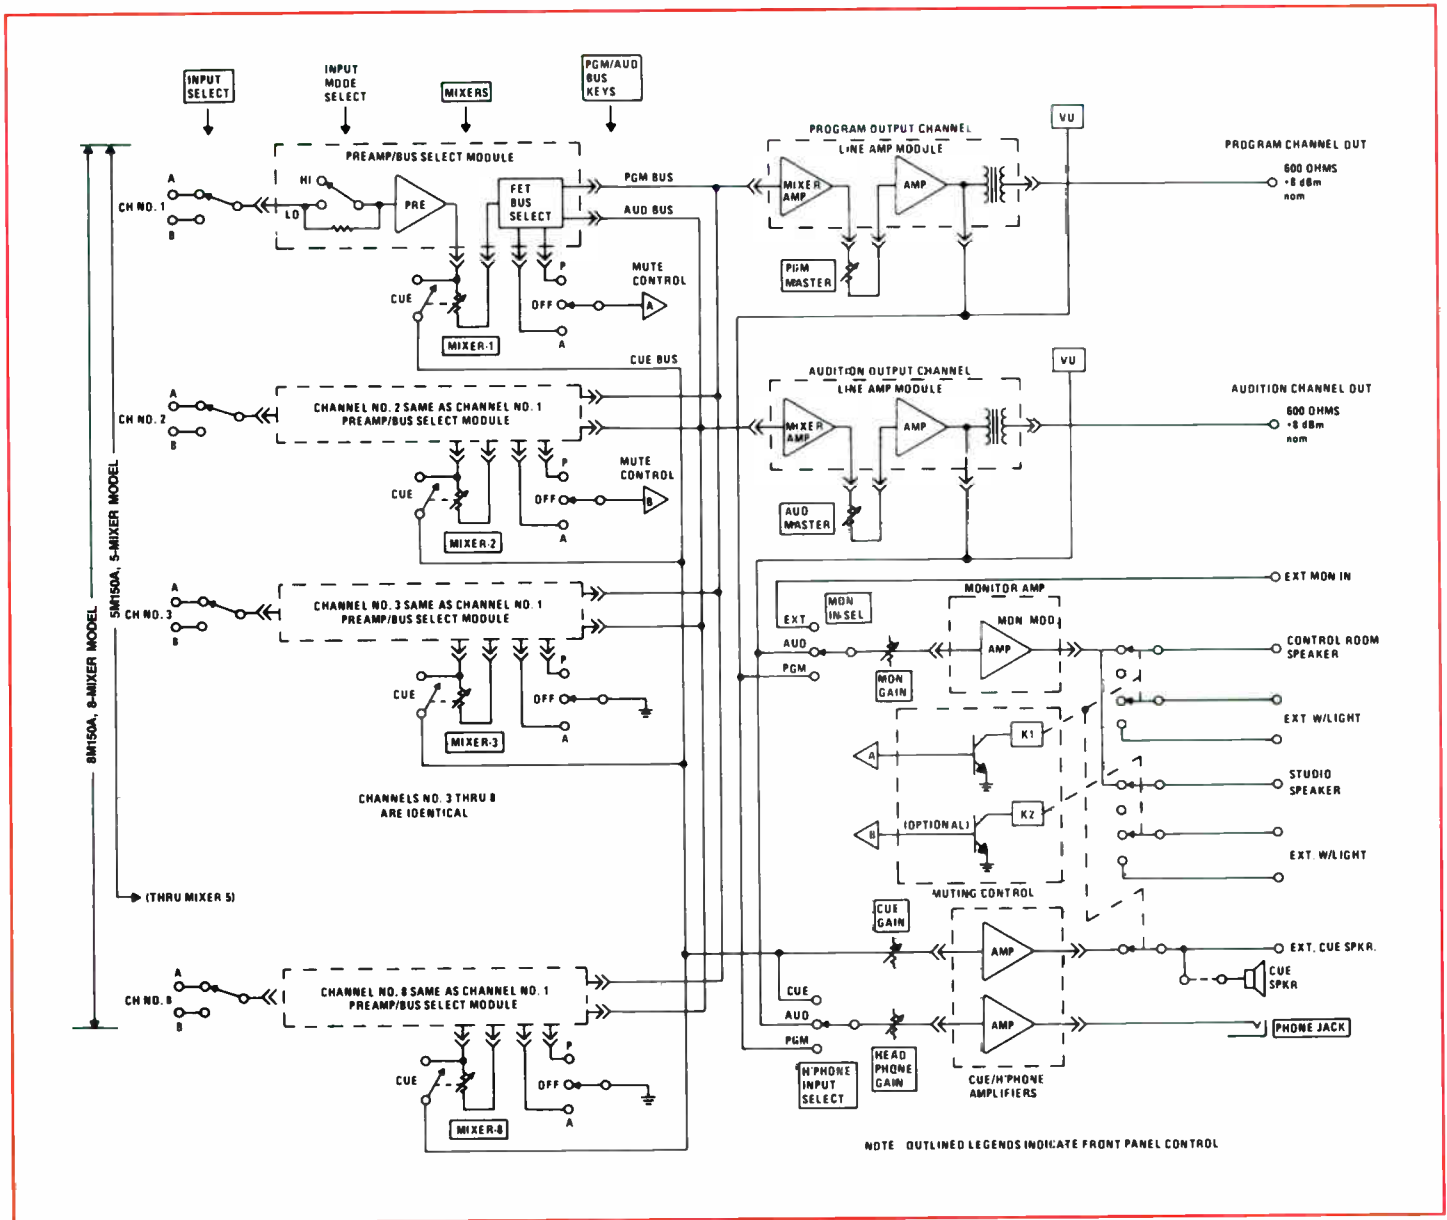 INPUT
SELECT
INPUT
MODE
SELECT
MIXERS
PGM/AUD
BUS
KEYS
PREAMP/BUS SELECT MODULE
HI
LO
PRE
FET
BUS
SELECT
PGM BUS
AUD BUS
A
CH NO. 1
B
CUE
MIXER-1
P
OFF
A
MUTE
CONTROL
A
CUE BUS
A
CH NO. 2
B
CHANNEL NO. 2 SAME AS CHANNEL NO. 1
PREAMP/BUS SELECT MODULE
CUE
MIXER-2
P
OFF
A
MUTE
CONTROL
B
A
CH NO. 3
B
CHANNEL NO. 3 SAME AS CHANNEL NO. 1
PREAMP/BUS SELECT MODULE
CUE
MIXER-3
P
OFF
A
CHANNELS NO. 3 THRU 8
ARE IDENTICAL
8M150A, 8-MIXER MODEL
5M150A, 5-MIXER MODEL
(THRU MIXER 5)
A
CH NO. 8
B
CHANNEL NO. 8 SAME AS CHANNEL NO. 1
PREAMP/BUS SELECT MODULE
CUE
MIXER-8
P
OFF
A
PROGRAM OUTPUT CHANNEL
LINE AMP MODULE
MIXER
AMP
AMP
PGM
MASTER
VU
PROGRAM CHANNEL OUT
600 OHMS
+8 dBm
nom
AUDITION OUTPUT CHANNEL
LINE AMP MODULE
MIXER
AMP
AMP
AUD
MASTER
VU
AUDITION CHANNEL OUT
600 OHMS
+8 dBm
nom
EXT MON IN
MON
IN-SEL
EXT
AUD
PGM
MON
GAIN
MONITOR AMP
MON MOD.
AMP
CONTROL ROOM
SPEAKER
EXT W/LIGHT
STUDIO
SPEAKER
EXT. W/LIGHT
A
K1
B
(OPTIONAL)
K2
MUTING CONTROL
CUE
GAIN
AMP
EXT. CUE SPKR.
CUE
SPKR
CUE
AUD
PGM
H'PHONE
INPUT
SELECT
HEAD
PHONE
GAIN
AMP
CUE/H'PHONE
AMPLIFIERS
PHONE JACK
NOTE OUTLINED LEGENDS INDICATE FRONT PANEL CONTROL